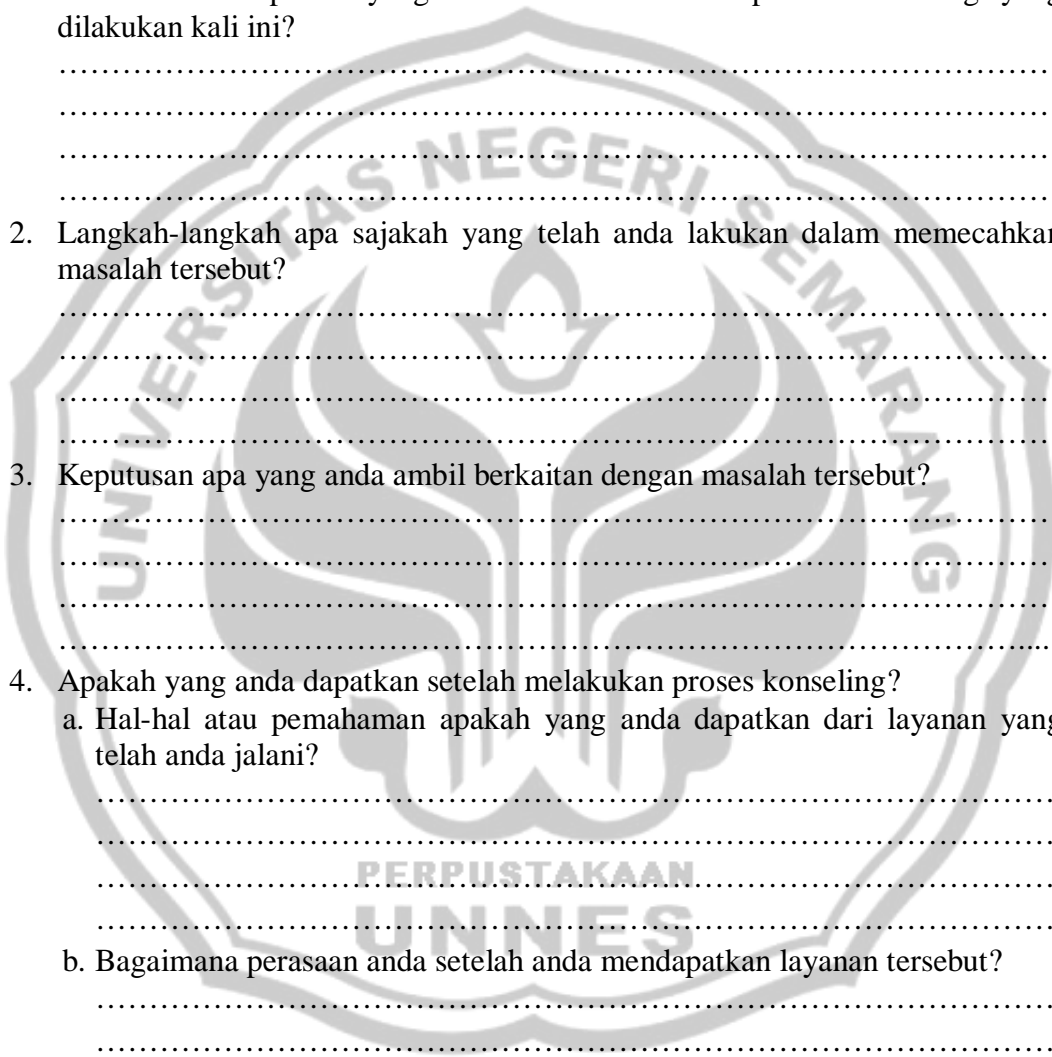 dilakukan kali ini?
……………………………………………………………………………………
……………………………………………………………………………………
……………………………………………………………………………………
……………………………………………………………………………………
2. Langkah-langkah apa sajakah yang telah anda lakukan dalam memecahkan
masalah tersebut?
……………………………………………………………………………………
……………………………………………………………………………………
……………………………………………………………………………………
……………………………………………………………………………………
3. Keputusan apa yang anda ambil berkaitan dengan masalah tersebut?
……………………………………………………………………………………
……………………………………………………………………………………
……………………………………………………………………………………
……………………………………………………………………………………....
4. Apakah yang anda dapatkan setelah melakukan proses konseling?
a. Hal-hal atau pemahaman apakah yang anda dapatkan dari layanan yang
telah anda jalani?
…………………………………………………………………………………
…………………………………………………………………………………
…………………………………………………………………………………
…………………………………………………………………………………
b. Bagaimana perasaan anda setelah anda mendapatkan layanan tersebut?
…………………………………………………………………………………
…………………………………………………………………………………
UNIVERSITAS NEGERI SEMARANG
PERPUSTAKAAN
UNNES